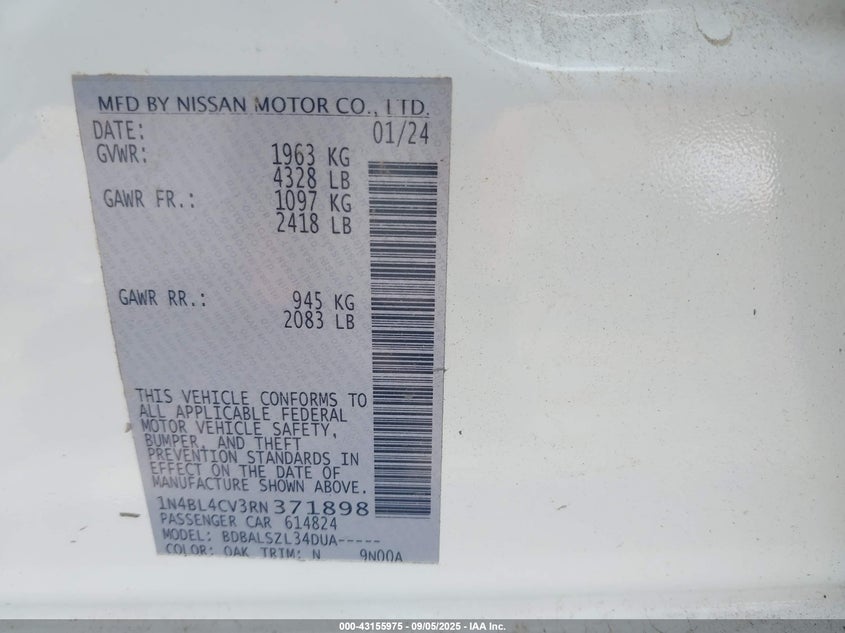 MFD BY NISSAN MOTOR CO., LTD.
DATE: 01/24
GVWR: 1963 KG
4328 LB
GAWR FR.: 1097 KG
2418 LB
GAWR RR.: 945 KG
2083 LB
THIS VEHICLE CONFORMS TO
ALL APPLICABLE FEDERAL
MOTOR VEHICLE SAFETY,
BUMPER, AND THEFT
PREVENTION STANDARDS IN
EFFECT ON THE DATE OF
MANUFACTURE SHOWN ABOVE.
1N4BL4CV3RN371898
PASSENGER CAR 614824
MODEL: BDBALSZL34DUA-----
COLOR: QAK TRIM: N 9N00A
000-43155975 - 09/05/2025 - IAA Inc.